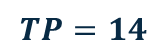 TP = 14